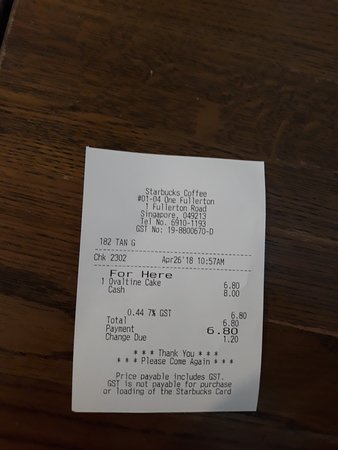 Starbucks Coffee
#01-04 One Fullerton
1 Fullerton Road
Singapore, 049213
Tel No. 6910-1193
GST No: 19-8800670-D
182 TAN G
Chk 2302 Apr26'18 10:57AM
For Here
1 Ovaltine Cake 6.80
Cash 8.00
0.44 7% GST 6.80
Total 6.80
Payment 6.80
Change Due 1.20
* * * Thank You * * *
* * * Please Come Again * * *
Price payable includes GST.
GST is not payable for purchase
or loading of the Starbucks Card